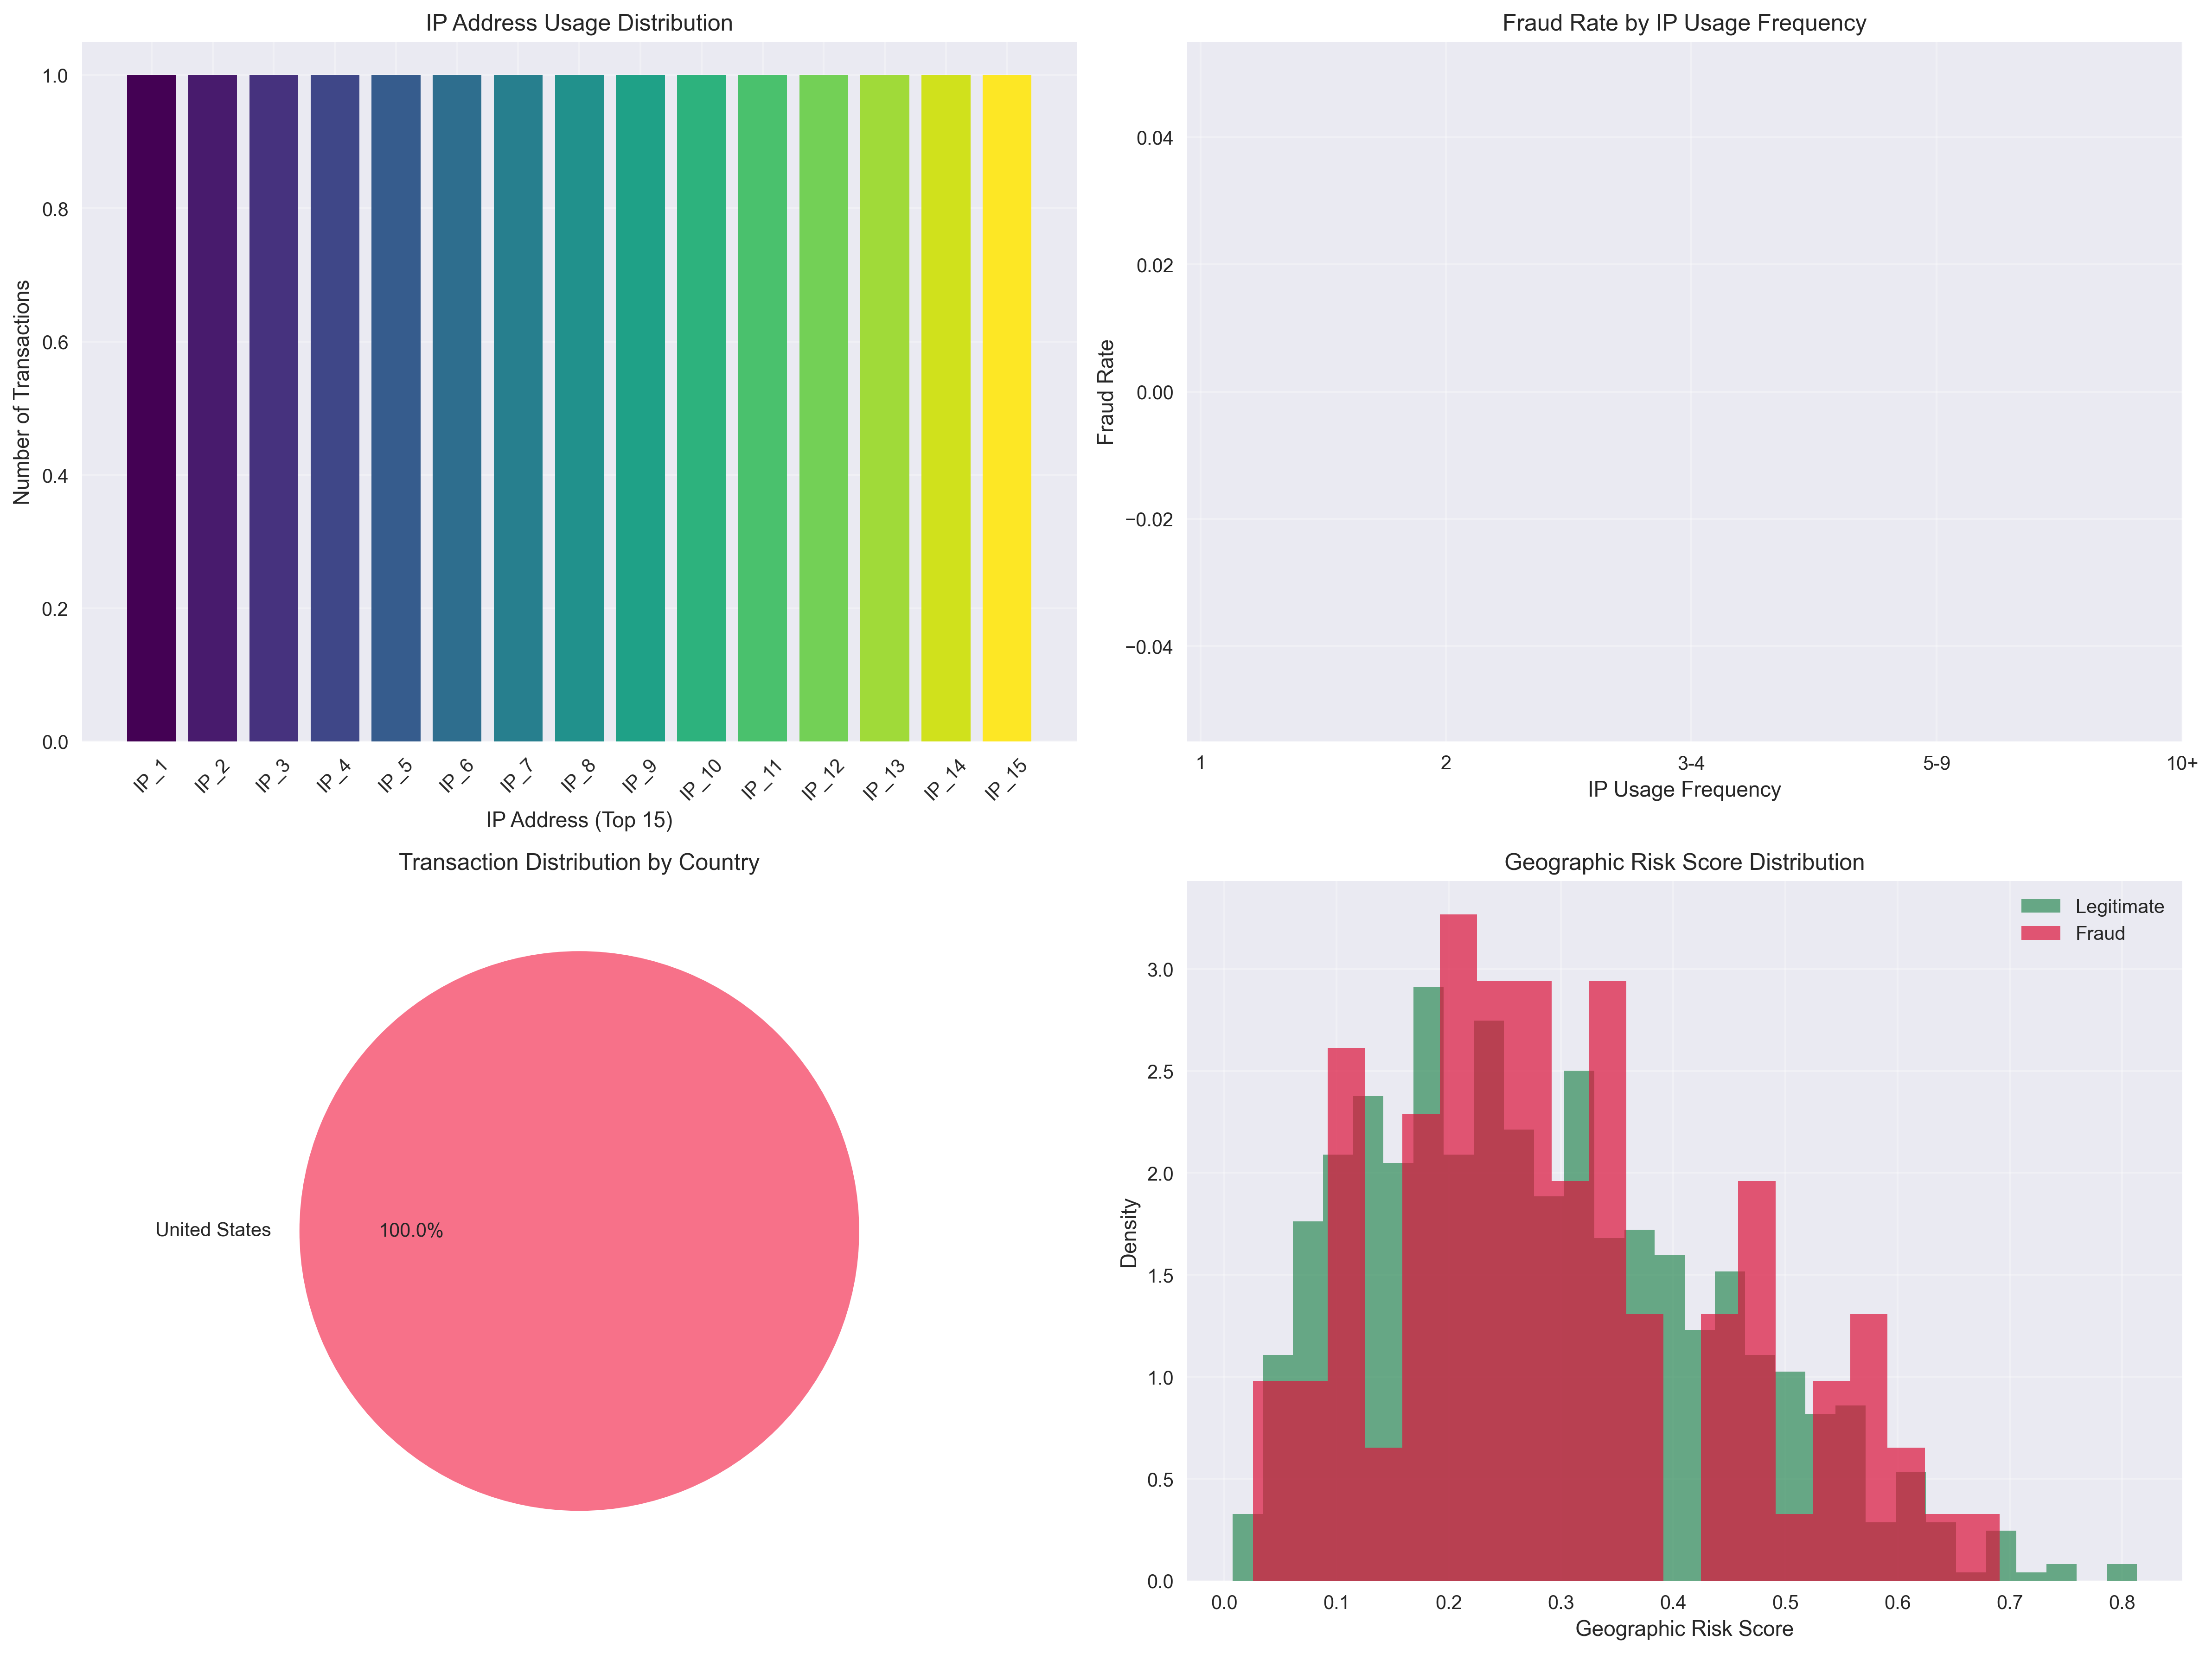 IP Address Usage Distribution
Number of Transactions
1.0
0.8
0.6
0.4
0.2
0.0
IP_1
IP_2
IP_3
IP_4
IP_5
IP_6
IP_7
IP_8
IP_9
IP_10
IP_11
IP_12
IP_13
IP_14
IP_15
IP Address (Top 15)
Fraud Rate by IP Usage Frequency
Fraud Rate
0.04
0.02
0.00
−0.02
−0.04
1
2
3-4
5-9
10+
IP Usage Frequency
Transaction Distribution by Country
United States
100.0%
Geographic Risk Score Distribution
Legitimate
Fraud
Density
3.0
2.5
2.0
1.5
1.0
0.5
0.0
0.0
0.1
0.2
0.3
0.4
0.5
0.6
0.7
0.8
Geographic Risk Score